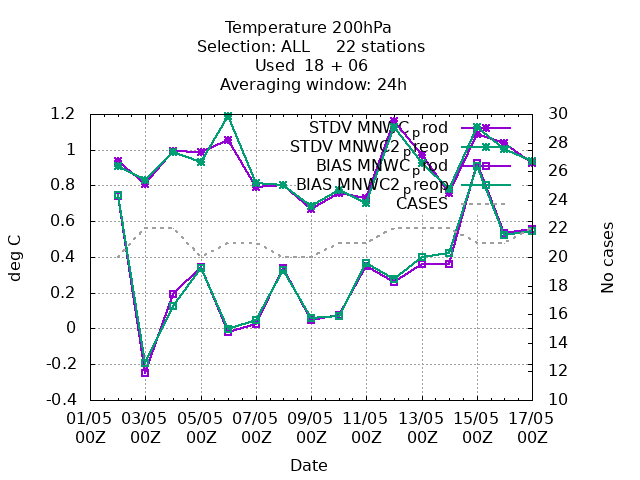 Temperature 200hPa
Selection: ALL 22 stations
Used 18 + 06
Averaging window: 24h
1.2
1
0.8
0.6
0.4
0.2
0
-0.2
-0.4
deg C
30
28
26
24
22
20
18
16
14
12
10
No cases
STDV MNWC_prod
STDV MNWC2_preop
BIAS MNWC_prod
BIAS MNWC2_preop
CASES
01/05 03/05 05/05 07/05 09/05 11/05 13/05 15/05 17/05
00Z 00Z 00Z 00Z 00Z 00Z 00Z 00Z 00Z
Date